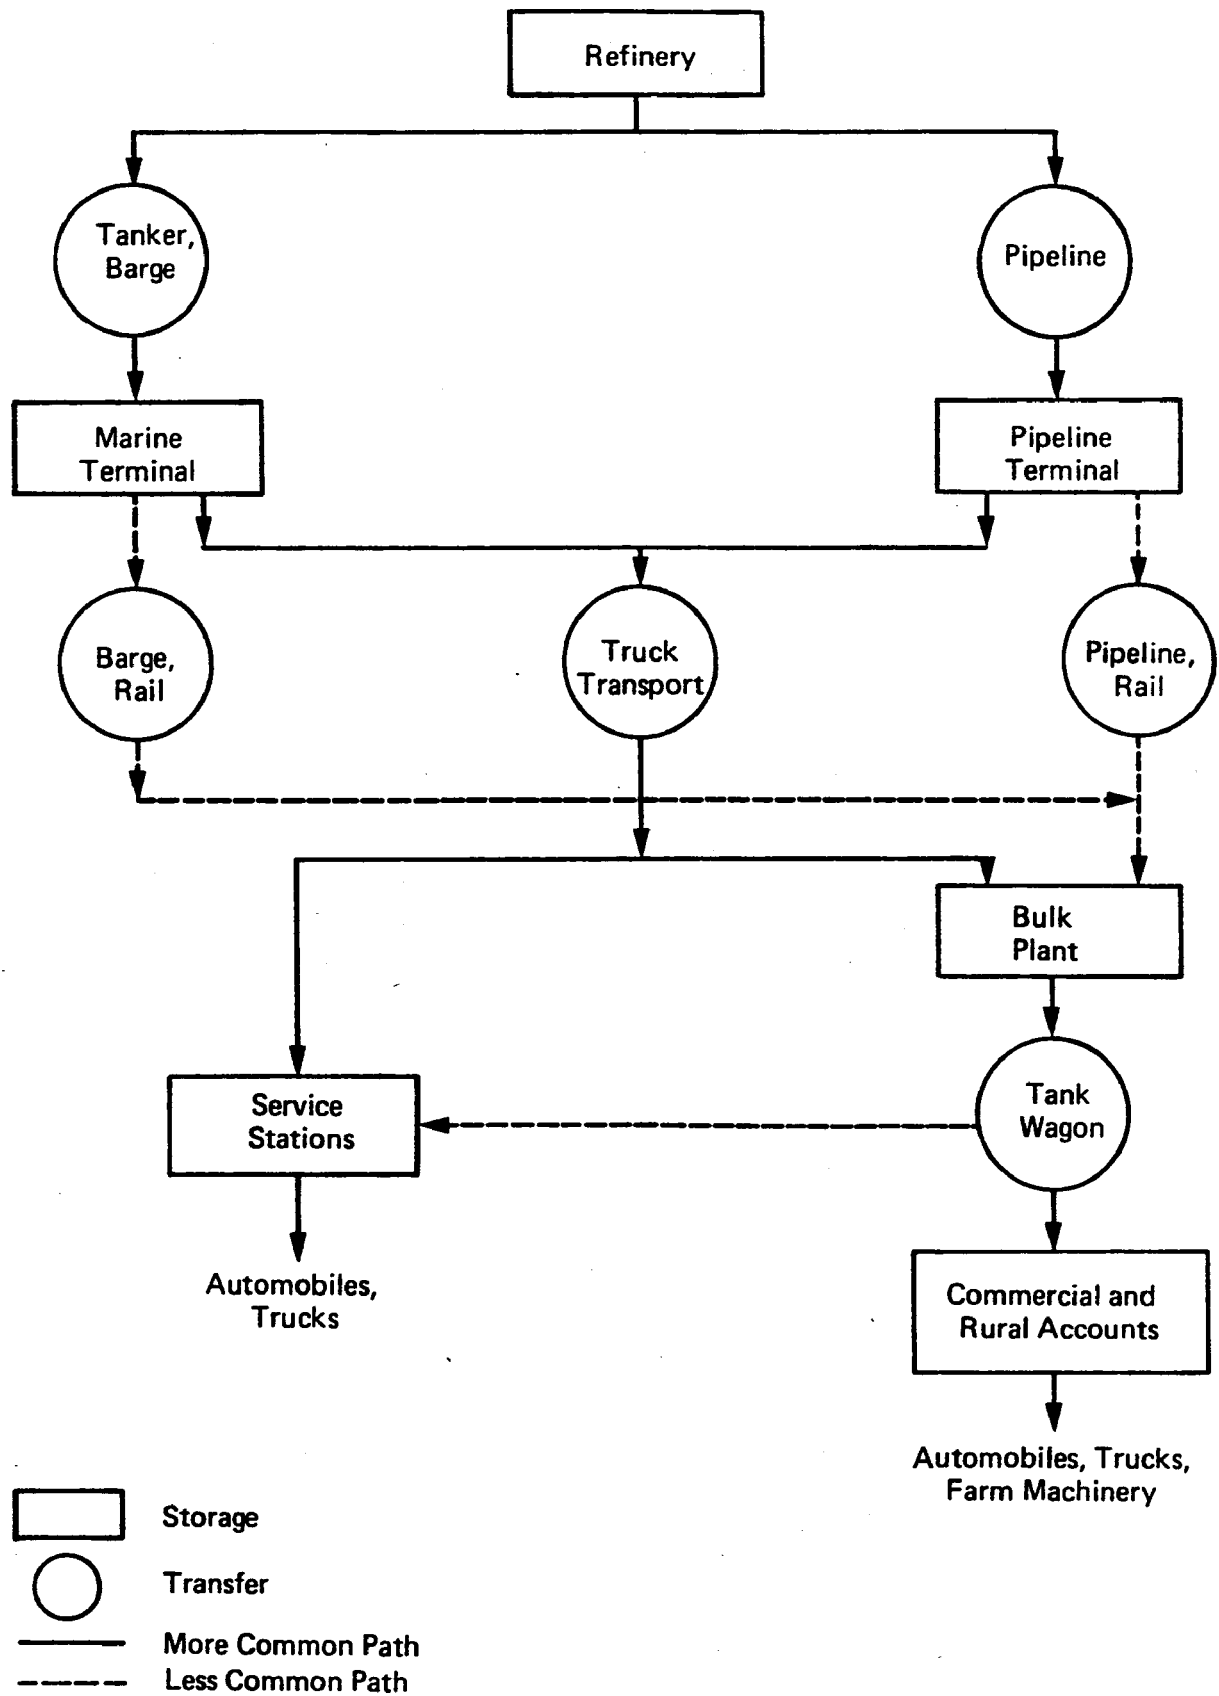 Refinery
Tanker,
Barge
Pipeline
Marine
Terminal
Pipeline
Terminal
Barge,
Rail
Truck
Transport
Pipeline,
Rail
Bulk
Plant
Service
Stations
Tank
Wagon
Automobiles,
Trucks
Commercial and
Rural Accounts
Automobiles, Trucks,
Farm Machinery
Storage
Transfer
More Common Path
Less Common Path